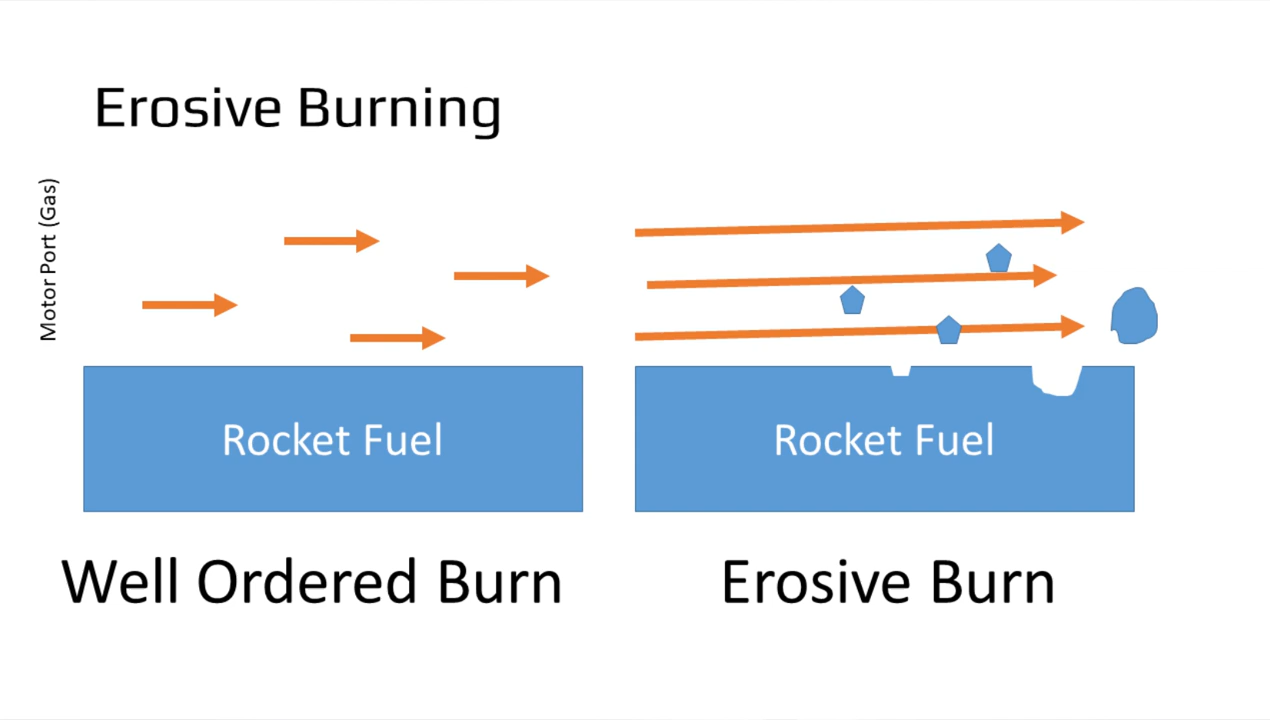 Erosive Burning
Motor Port (Gas)
Rocket Fuel
Rocket Fuel
Well Ordered Burn
Erosive Burn